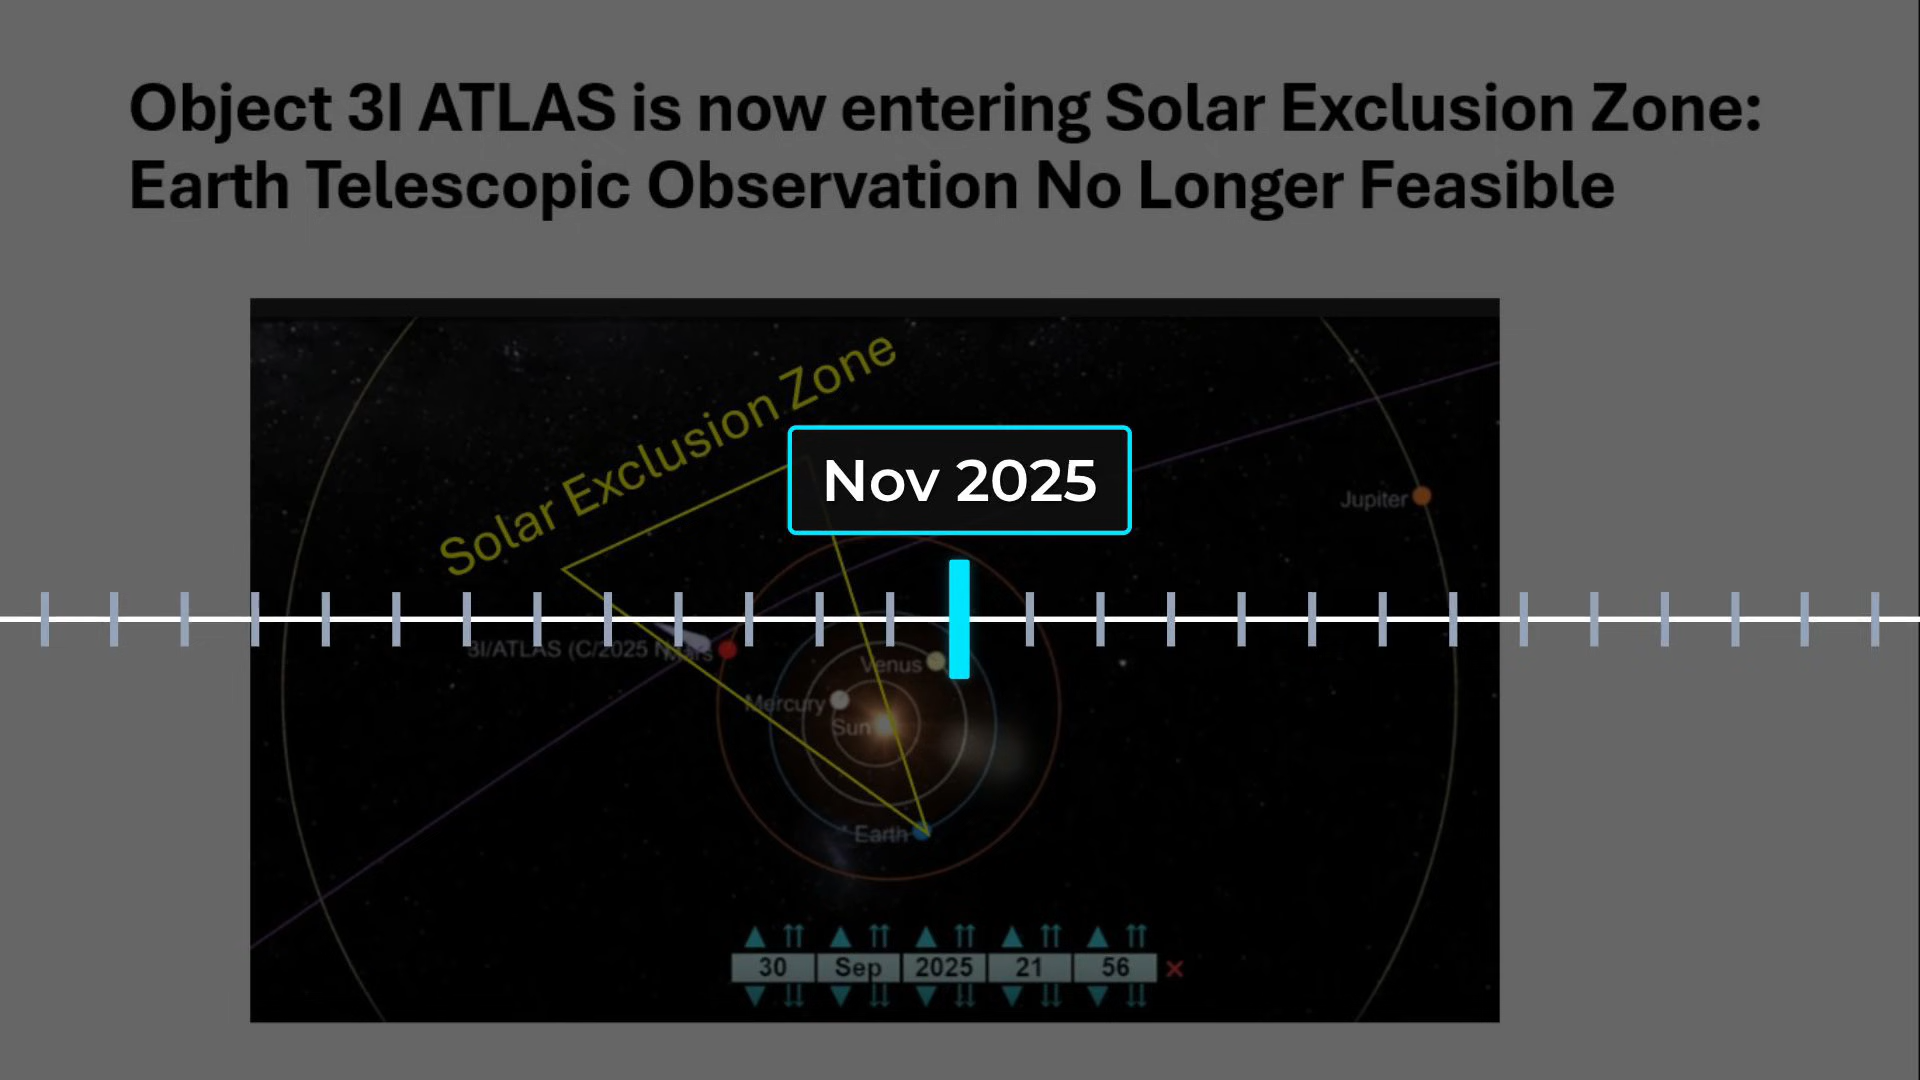 Object 3I ATLAS is now entering Solar Exclusion Zone:
Earth Telescopic Observation No Longer Feasible
Solar Exclusion Zone
Nov 2025
Jupiter
3I/ATLAS (C/2025 N
Mars
Venus
Mercury
Sun
Earth
30 Sep 2025 21 56